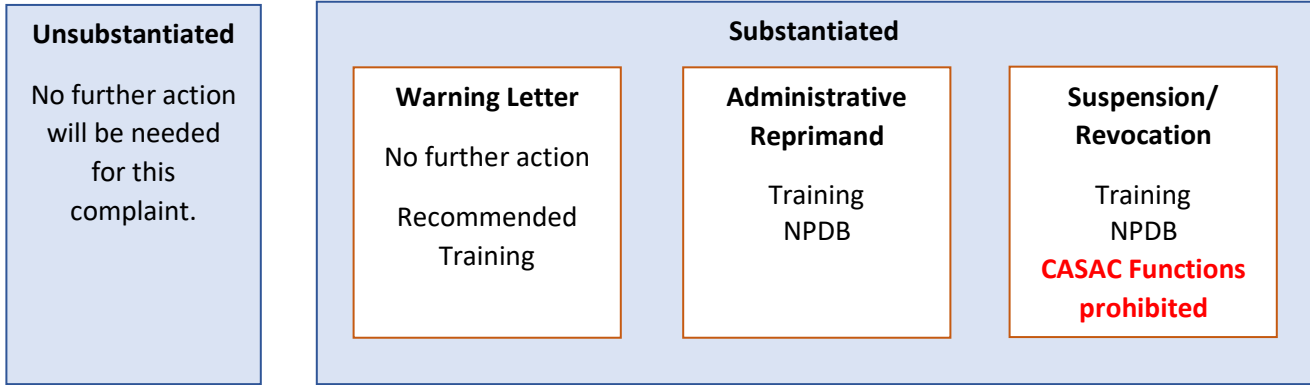 Unsubstantiated
No further action
will be needed
for this
complaint.
Substantiated
Warning Letter
No further action
Recommended
Training
Administrative
Reprimand
Training
NPDB
Suspension/
Revocation
Training
NPDB
CASAC Functions
prohibited